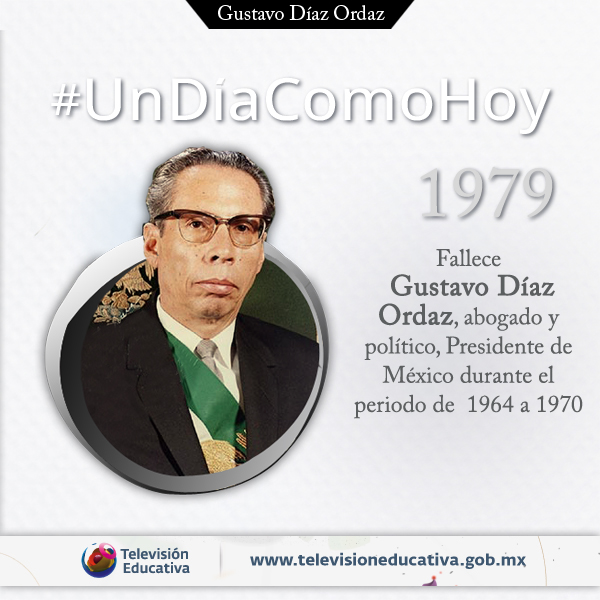 Gustavo Díaz Ordaz
#UnDíaComoHoy
1979
Fallece
Gustavo Díaz
Ordaz, abogado y
político, Presidente de
México durante el
periodo de 1964 a 1970
Televisión
Educativa
www.televisioneducativa.gob.mx